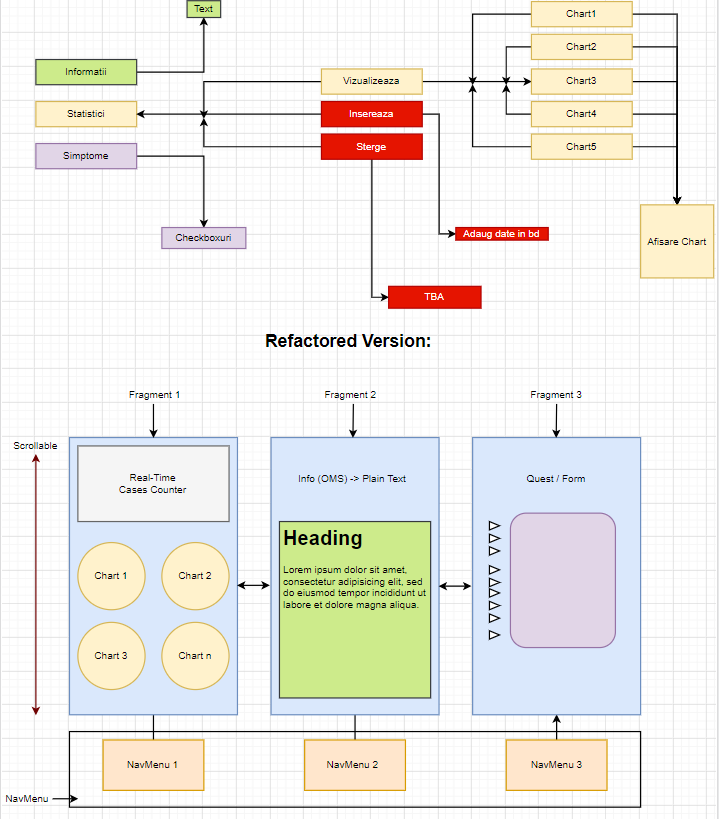 Text
Chart1
Chart2
Informatii
Vizualizeaza
Chart3
Statistici
Insereaza
Chart4
Simptome
Sterge
Chart5
Checkboxuri
Adaug date in bd
Afisare Chart
TBA
Refactored Version:
Fragment 1
Fragment 2
Fragment 3
Scrollable
Real-Time
Cases Counter
Info (OMS) -> Plain Text
Quest / Form
Heading
Lorem ipsum dolor sit amet,
consectetur adipisicing elit, sed
do eiusmod tempor incididunt ut
labore et dolore magna aliqua.
Chart 1
Chart 2
Chart 3
Chart n
NavMenu 1
NavMenu 2
NavMenu 3
NavMenu